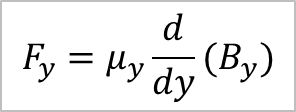 F_y = μ_y d/dy (B_y)